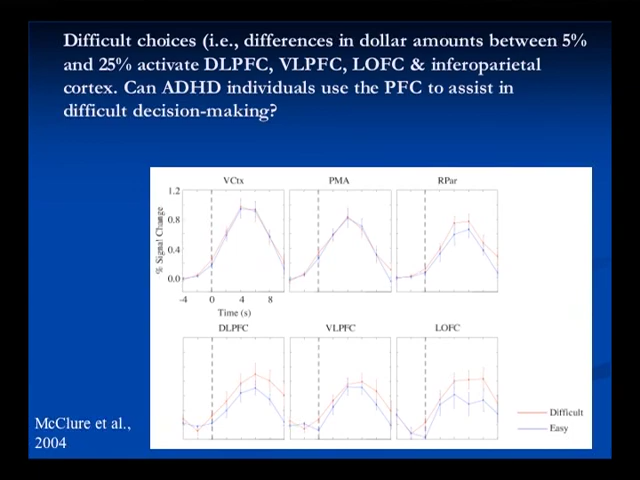 Difficult choices (i.e., differences in dollar amounts between 5%
and 25% activate DLPFC, VLPFC, LOFC & inferoparietal
cortex. Can ADHD individuals use the PFC to assist in
difficult decision-making?
VCtx PMA RPar
% Signal Change
1.2
0.8
0.4
0.0
-4 0 4 8
Time (s)
DLPFC VLPFC LOFC
Difficult
Easy
McClure et al.,
2004